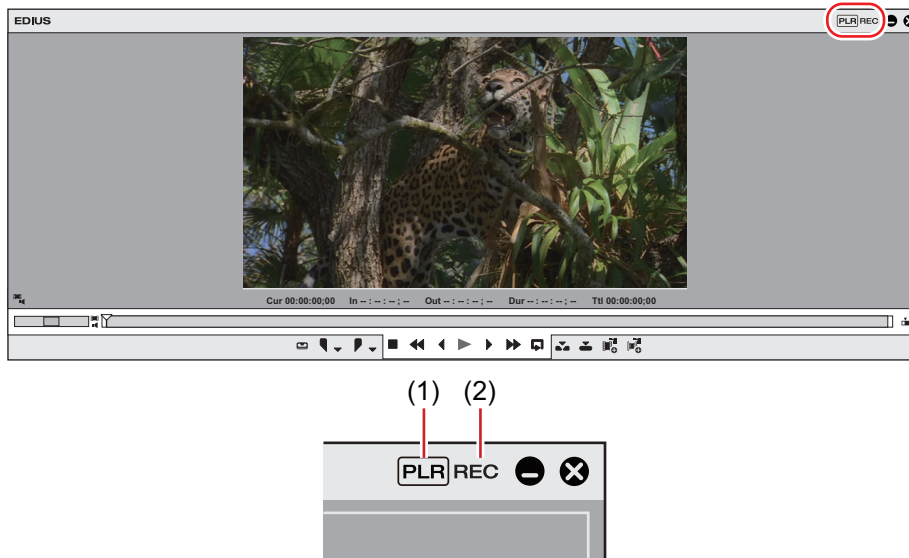 EDIUS PLR REC
Cur 00:00:00;00 In -- : -- : -- ; -- Out -- : -- : -- ; -- Dur -- : -- : -- ; -- Ttl 00:00:00;00
(1) (2)
PLR REC